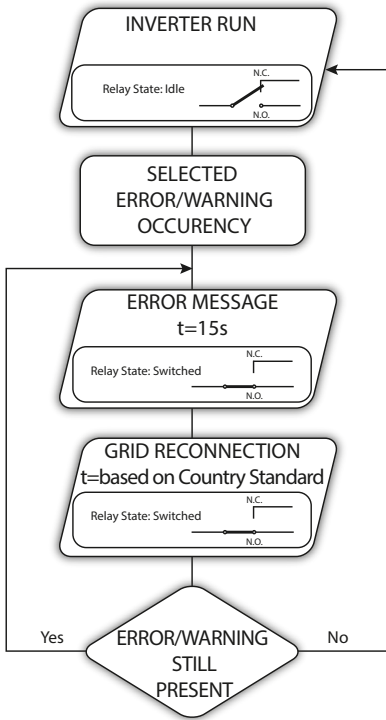 INVERTER RUN
N.C.
Relay State: Idle
N.O.
SELECTED
ERROR/WARNING
OCCURENCY
ERROR MESSAGE
t=15s
N.C.
Relay State: Switched
N.O.
GRID RECONNECTION
t=based on Country Standard
N.C.
Relay State: Switched
N.O.
Yes
ERROR/WARNING
STILL
PRESENT
No